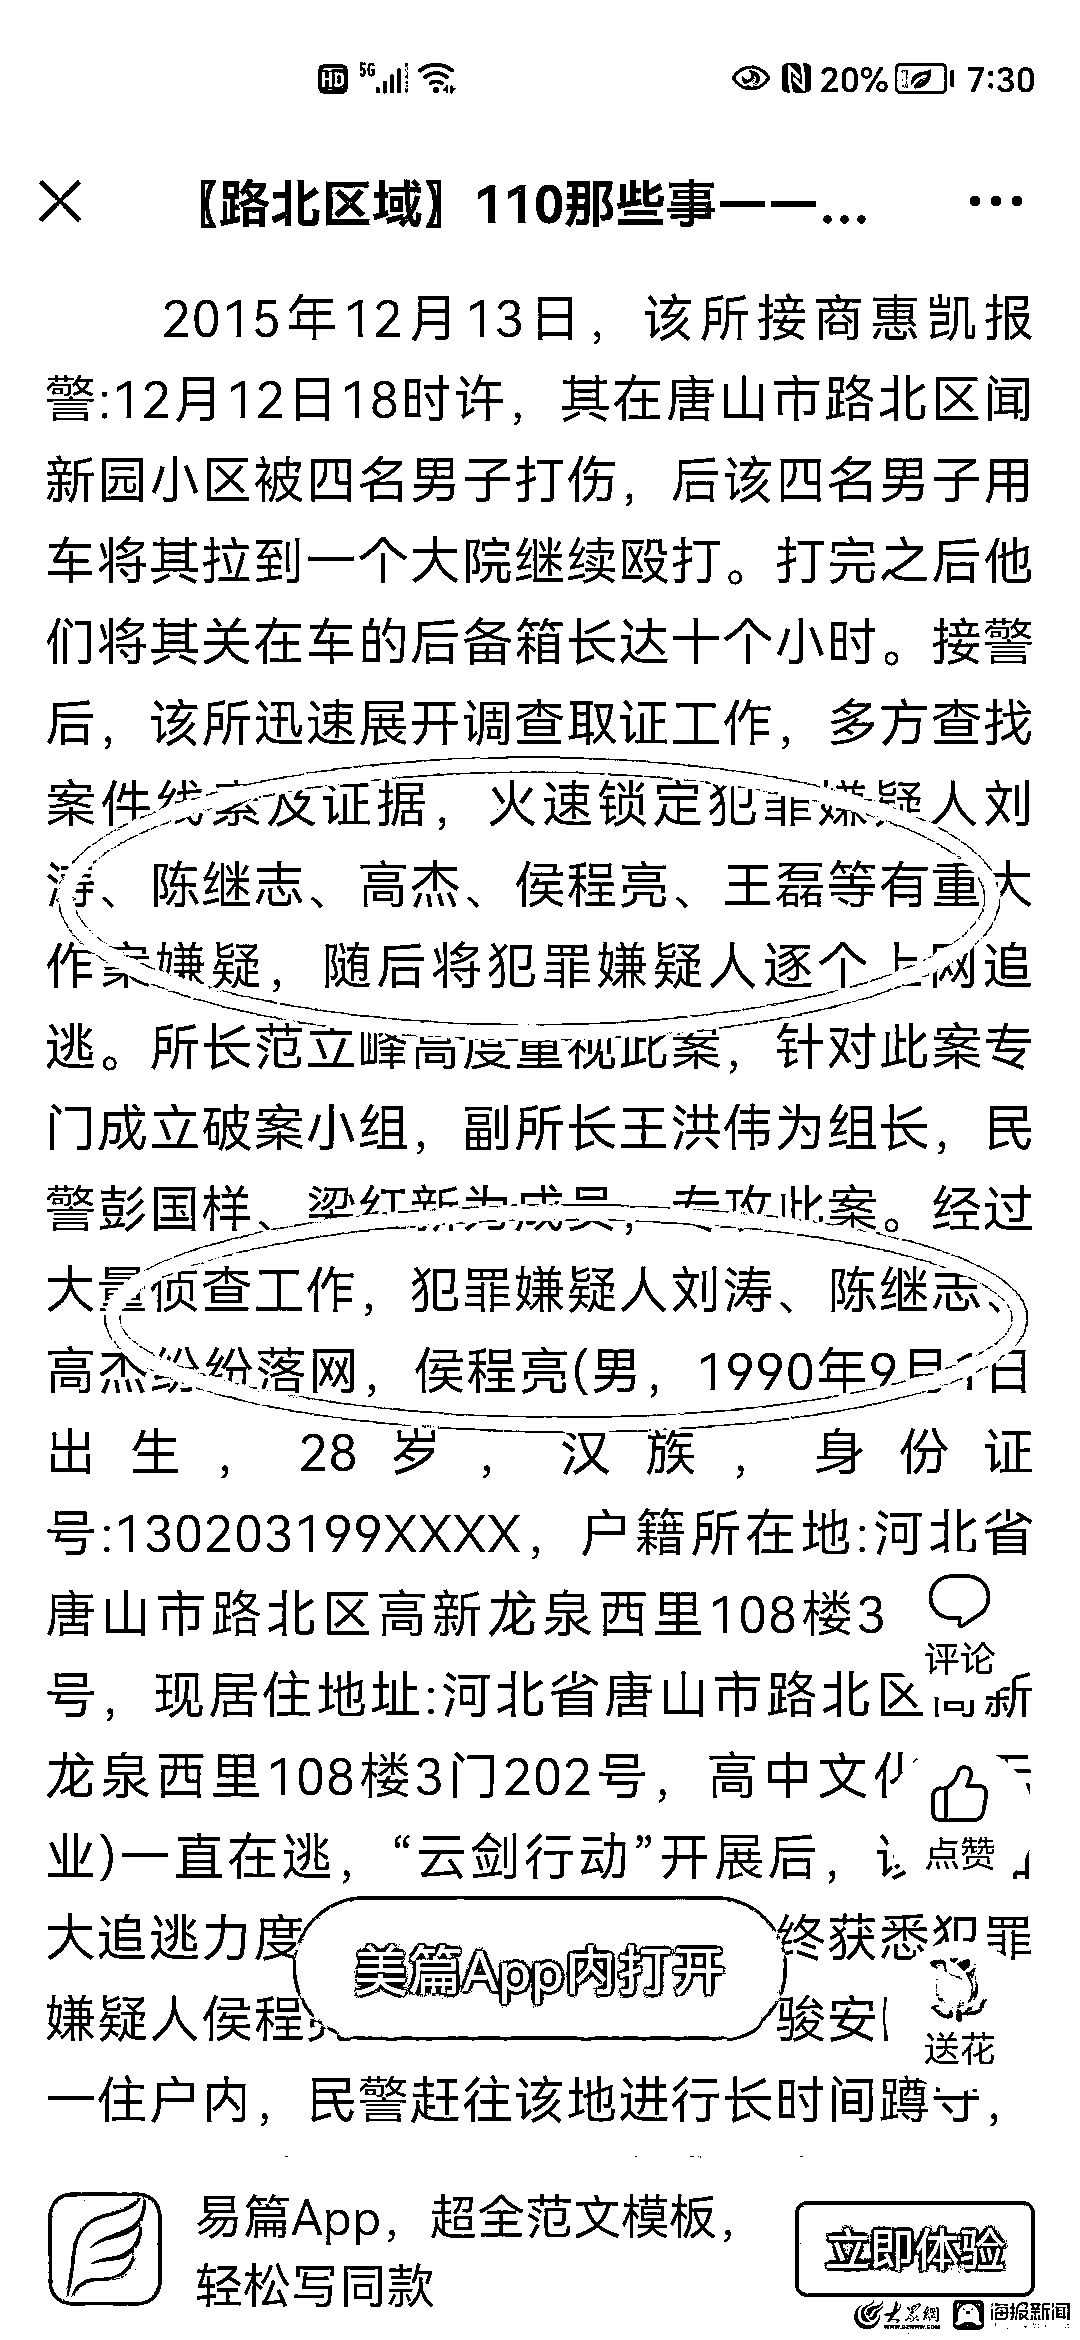 HD 5G 20% 7:30
【路北区域】110那些事一一...
2015年12月13日，该所接商惠凯报
警:12月12日18时许，其在唐山市路北区闻
新园小区被四名男子打伤，后该四名男子用
车将其拉到一个大院继续殴打。打完之后他
们将其关在车的后备箱长达十个小时。接警
后，该所迅速展开调查取证工作，多方查找
案件线索及证据，火速锁定犯罪嫌疑人刘
涛、陈继志、高杰、侯程亮、王磊等有重大
作案嫌疑，随后将犯罪嫌疑人逐个上网追
逃。所长范立峰高度重视此案，针对此案专
门成立破案小组，副所长王洪伟为组长，民
警彭国样、梁红新为成员，专攻此案。经过
大量侦查工作，犯罪嫌疑人刘涛、陈继志、
高杰纷纷落网，侯程亮(男，1990年9月1日
出生，28岁，汉族，身份证
号:130203199XXXX，户籍所在地:河北省
唐山市路北区高新龙泉西里108楼3
号，现居住地址:河北省唐山市路北区高新
龙泉西里108楼3门202号，高中文化
业)一直在逃，“云剑行动”开展后，
大追逃力度 终获悉犯罪
嫌疑人侯程亮 骏安
一住户内，民警赶往该地进行长时间蹲守，
评论
点赞
送花
美篇App内打开
易篇App，超全范文模板，
轻松写同款
立即体验
大众网 海报新闻
WWW.DZWWW.COM